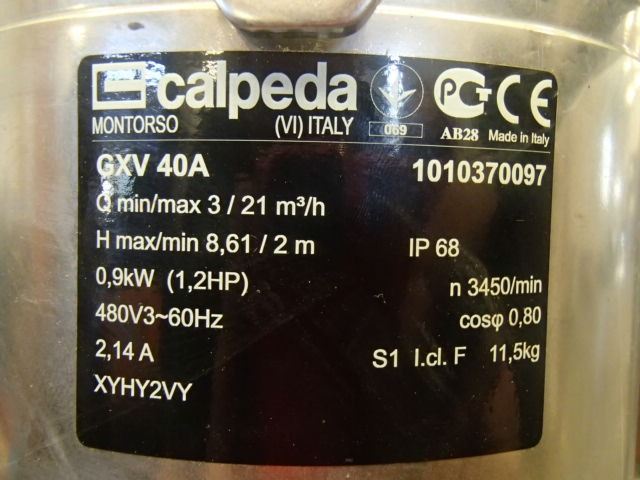 calpeda
MONTORSO (VI) ITALY
069
PCT CE
AB28 Made in Italy
GXV 40A 1010370097
Q min/max 3 / 21 m³/h
H max/min 8,61 / 2 m IP 68
0,9kW (1,2HP) n 3450/min
480V3~60Hz cosφ 0,80
2,14 A S1 I.cl. F 11,5kg
XYHY2VY